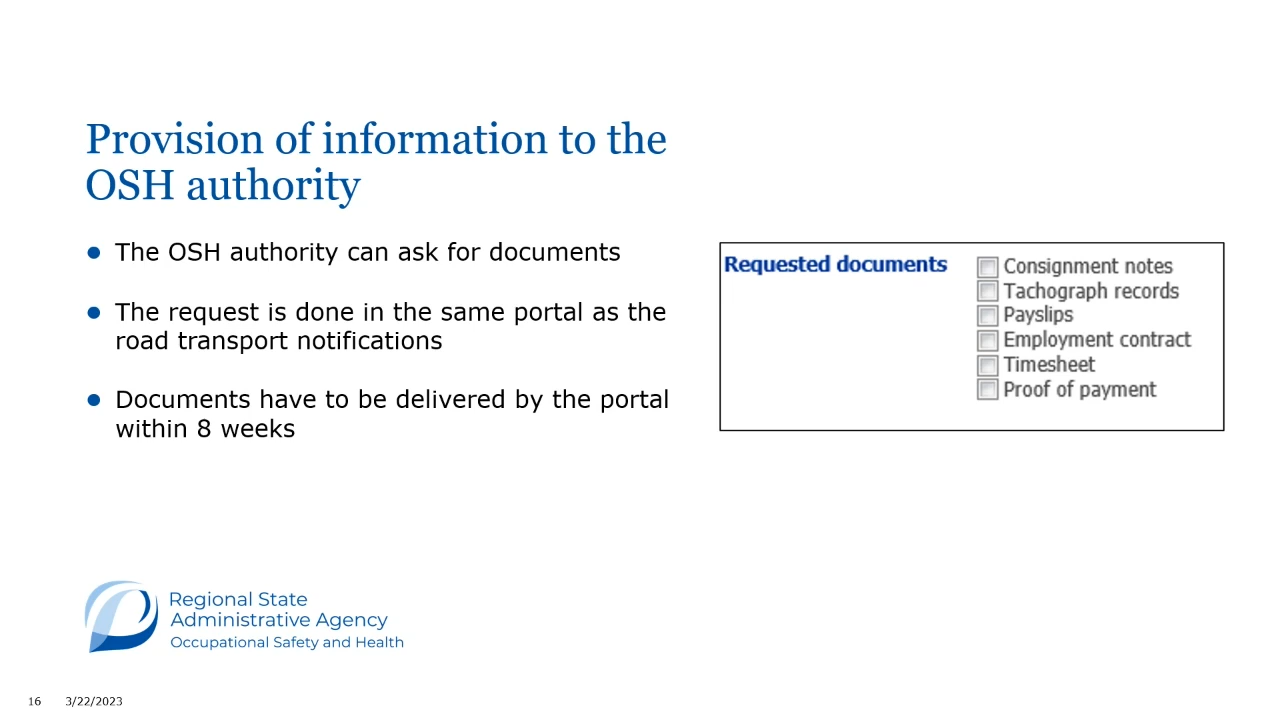 Provision of information to the
OSH authority
The OSH authority can ask for documents
The request is done in the same portal as the
road transport notifications
Documents have to be delivered by the portal
within 8 weeks
Requested documents
Consignment notes
Tachograph records
Payslips
Employment contract
Timesheet
Proof of payment
Regional State
Administrative Agency
Occupational Safety and Health
16 3/22/2023